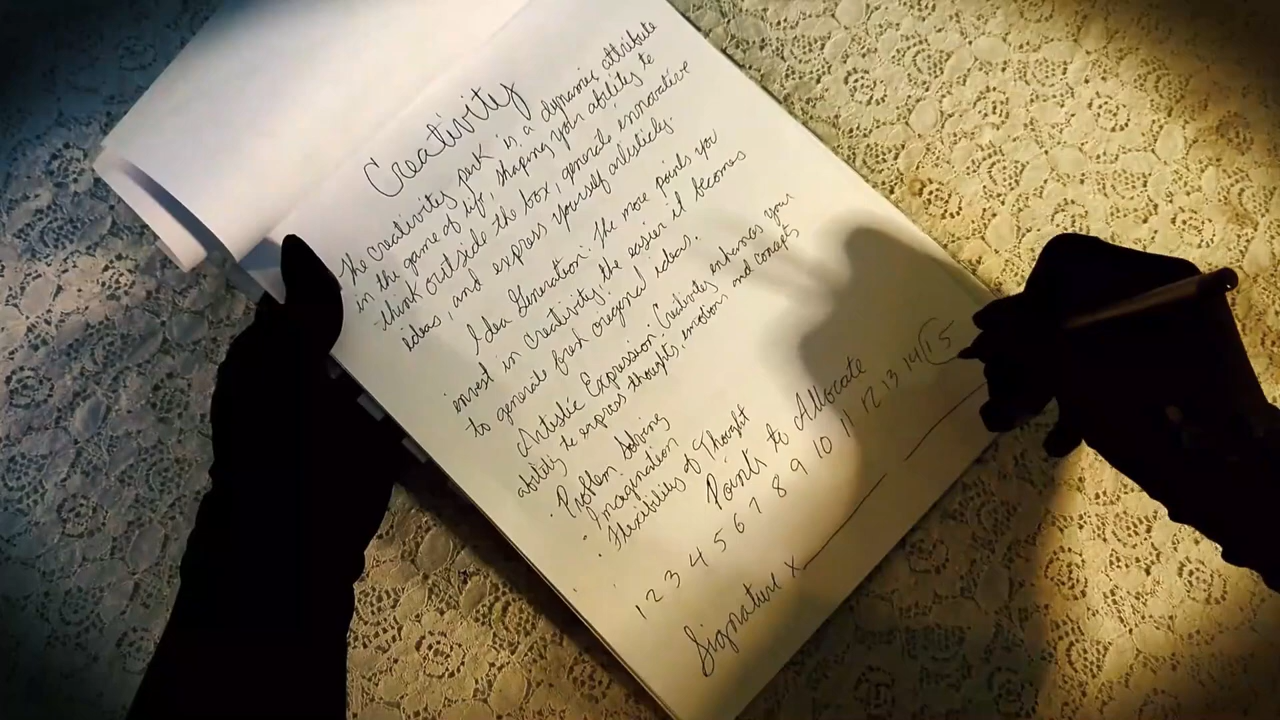 Creativity
The Creativity perk is a dynamic attribute
in the game of life, shaping your ability to
think outside the box, generate innovative
ideas, and express yourself artistically.
Idea Generation: The more points you
invest in Creativity, the easier it becomes
to generate fresh original ideas.
Artistic Expression: Creativity enhances your
ability to express thoughts, emotions and concepts
· Problem Solving
· Imagination
· Flexibility of Thought
Points to Allocate
1 2 3 4 5 6 7 8 9 10 11 12 13 14 15
Signature X